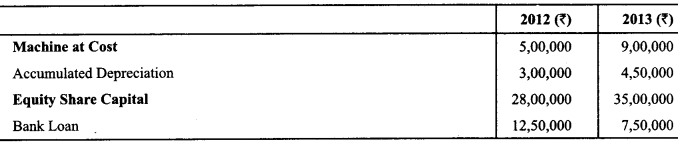 2012 (₹) 2013 (₹)
Machine at Cost 5,00,000 9,00,000
Accumulated Depreciation 3,00,000 4,50,000
Equity Share Capital 28,00,000 35,00,000
Bank Loan 12,50,000 7,50,000